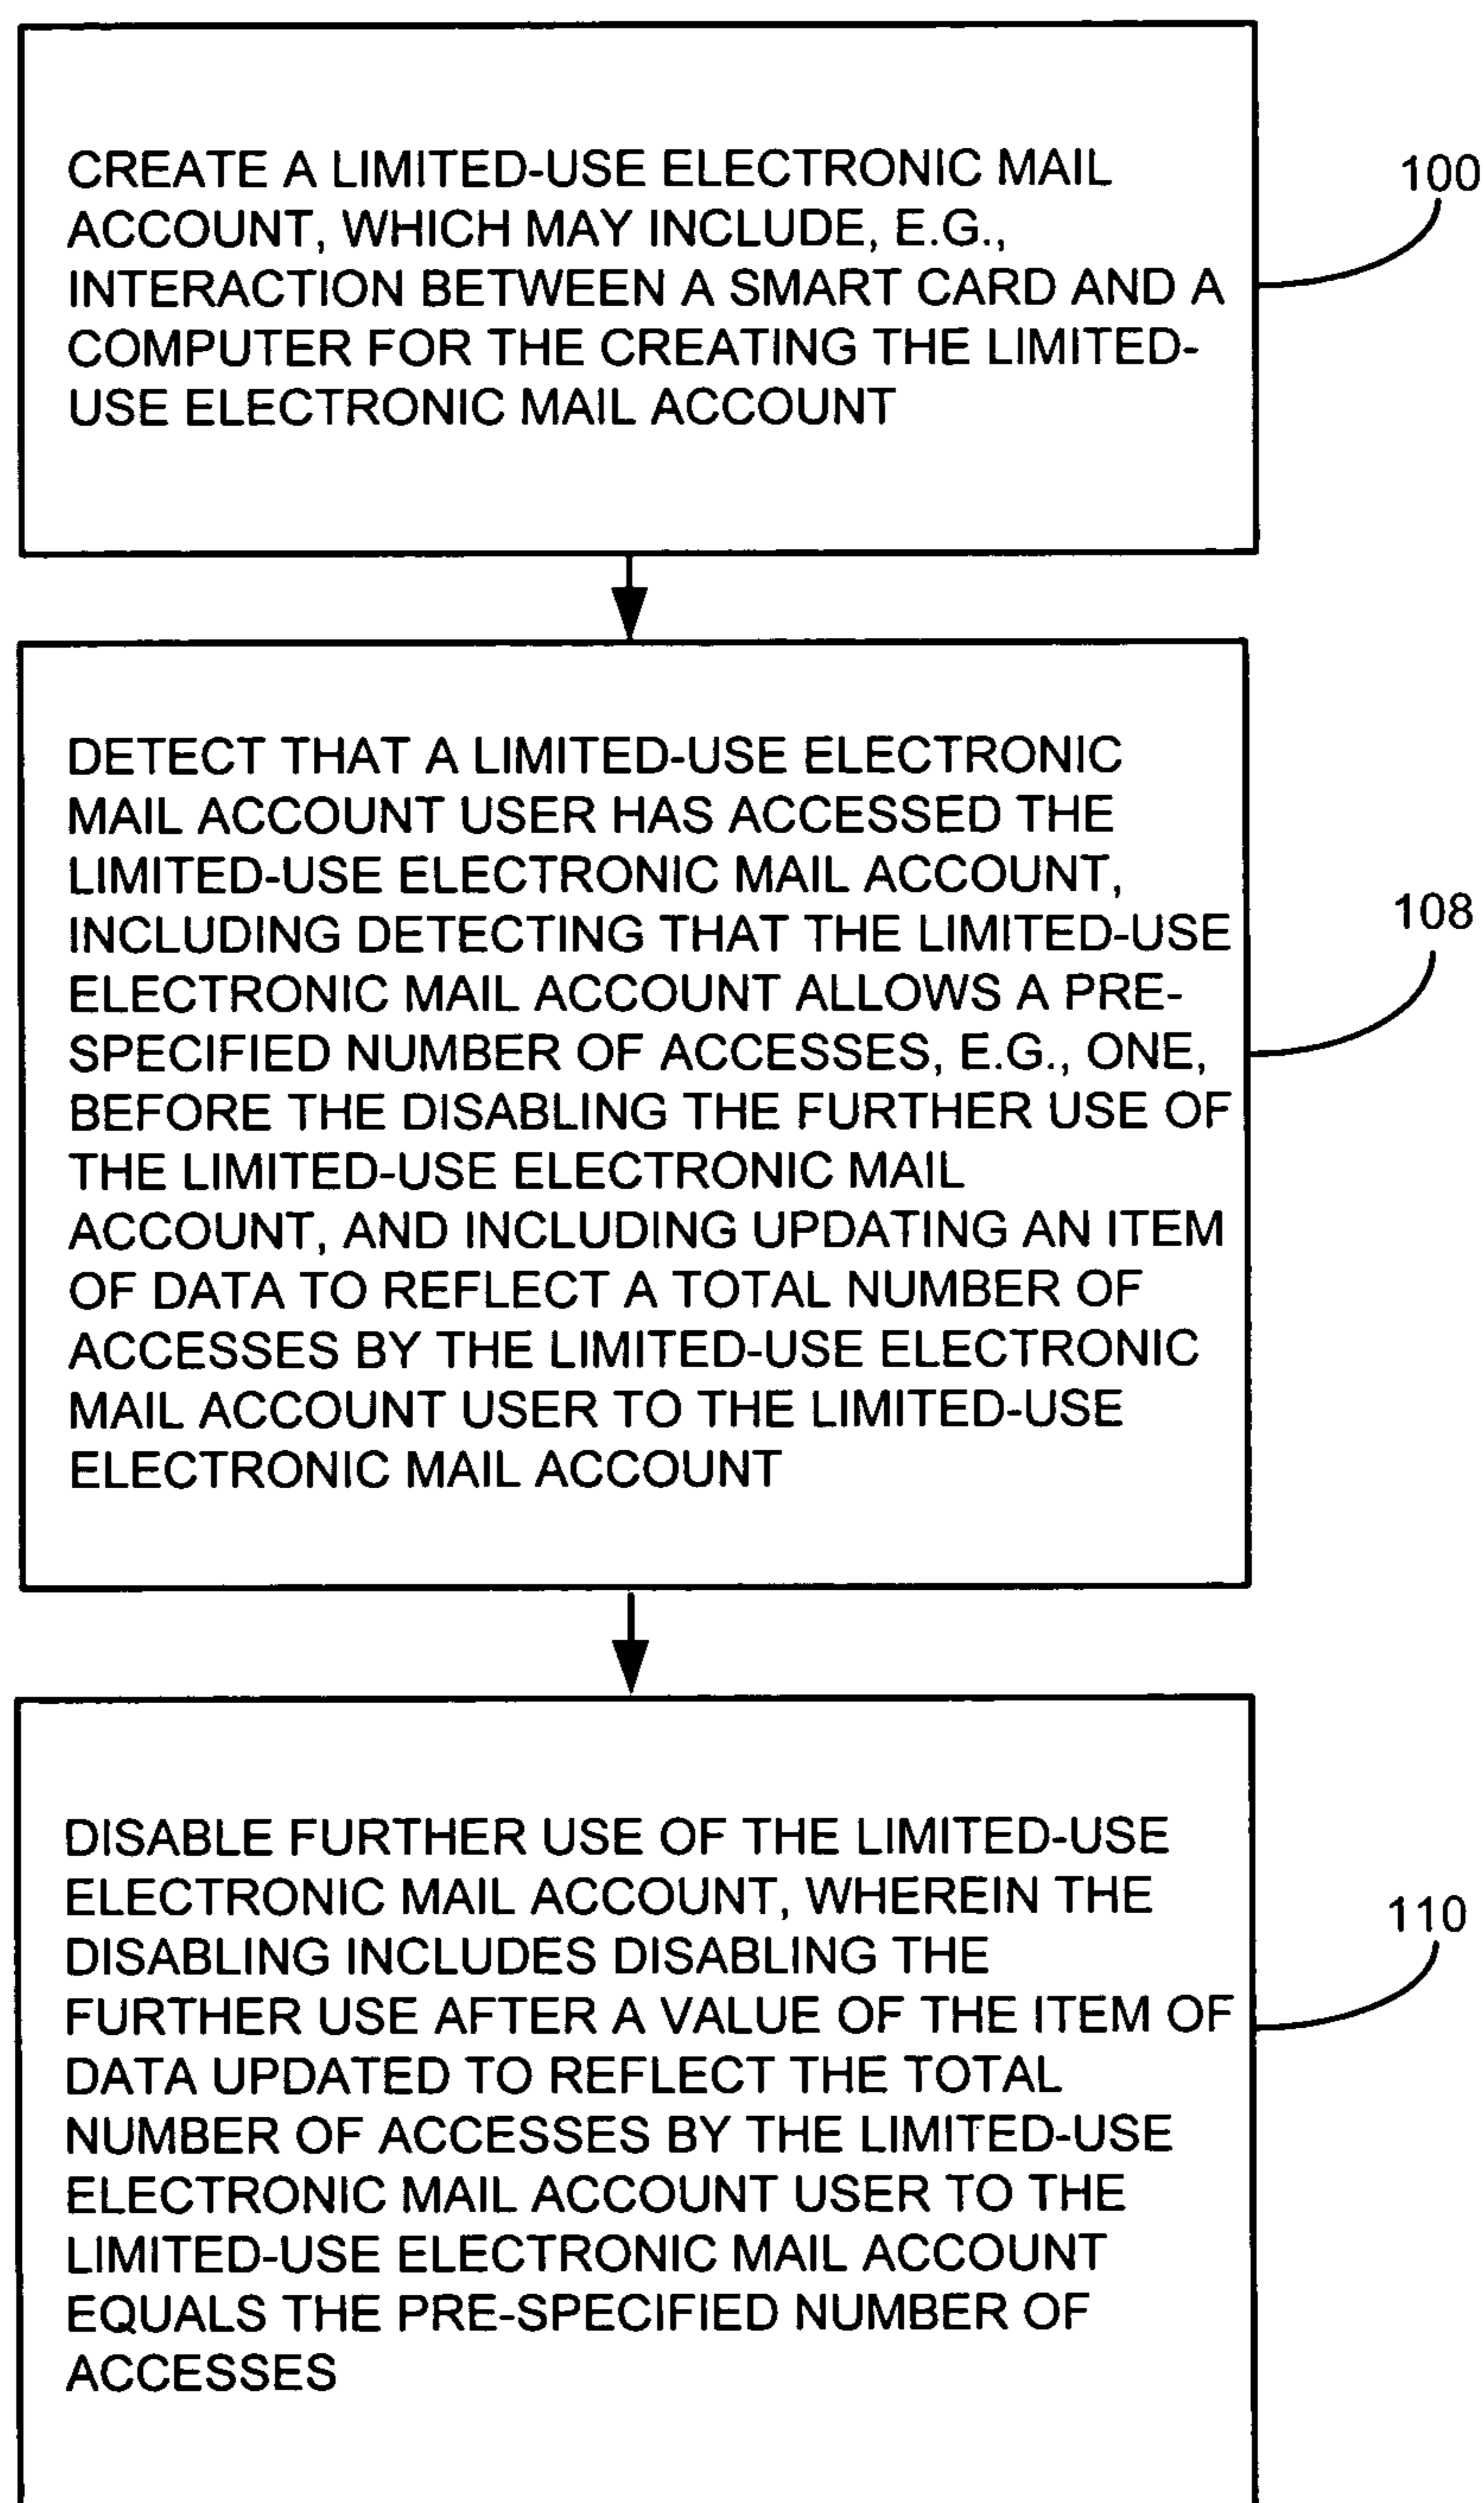 CREATE A LIMITED-USE ELECTRONIC MAIL
ACCOUNT, WHICH MAY INCLUDE, E.G.,
INTERACTION BETWEEN A SMART CARD AND A
COMPUTER FOR THE CREATING THE LIMITED-
USE ELECTRONIC MAIL ACCOUNT
100
DETECT THAT A LIMITED-USE ELECTRONIC
MAIL ACCOUNT USER HAS ACCESSED THE
LIMITED-USE ELECTRONIC MAIL ACCOUNT,
INCLUDING DETECTING THAT THE LIMITED-USE
ELECTRONIC MAIL ACCOUNT ALLOWS A PRE-
SPECIFIED NUMBER OF ACCESSES, E.G., ONE,
BEFORE THE DISABLING THE FURTHER USE OF
THE LIMITED-USE ELECTRONIC MAIL
ACCOUNT, AND INCLUDING UPDATING AN ITEM
OF DATA TO REFLECT A TOTAL NUMBER OF
ACCESSES BY THE LIMITED-USE ELECTRONIC
MAIL ACCOUNT USER TO THE LIMITED-USE
ELECTRONIC MAIL ACCOUNT
108
DISABLE FURTHER USE OF THE LIMITED-USE
ELECTRONIC MAIL ACCOUNT, WHEREIN THE
DISABLING INCLUDES DISABLING THE
FURTHER USE AFTER A VALUE OF THE ITEM OF
DATA UPDATED TO REFLECT THE TOTAL
NUMBER OF ACCESSES BY THE LIMITED-USE
ELECTRONIC MAIL ACCOUNT USER TO THE
LIMITED-USE ELECTRONIC MAIL ACCOUNT
EQUALS THE PRE-SPECIFIED NUMBER OF
ACCESSES
110